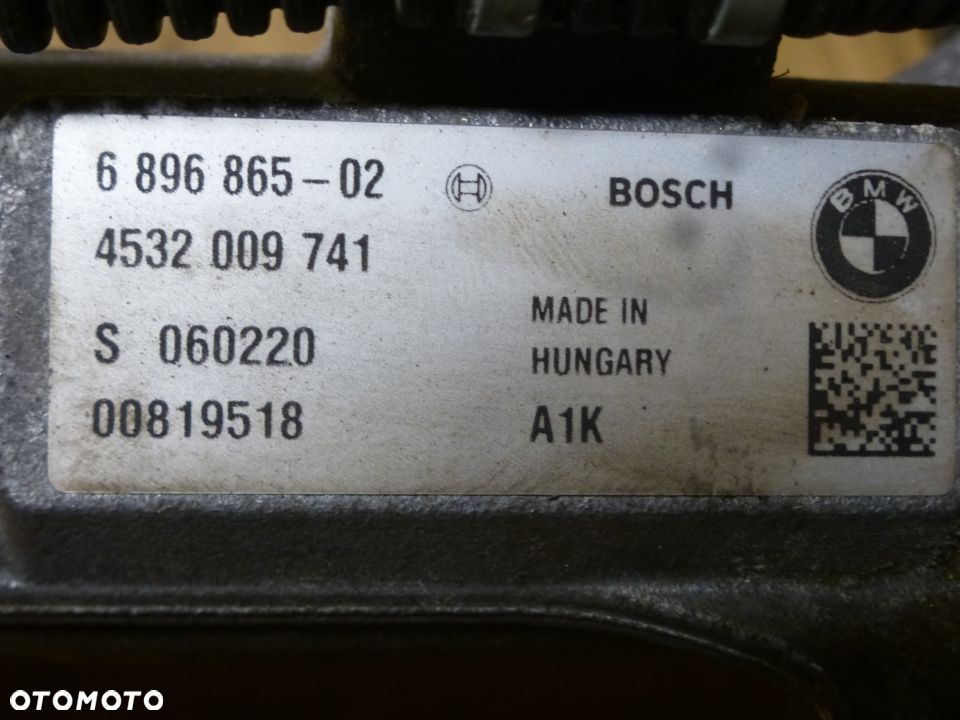 6 896 865-02
BOSCH
BMW
4532 009 741
MADE IN
S 060220
HUNGARY
00819518
A1K
OTOMOTO